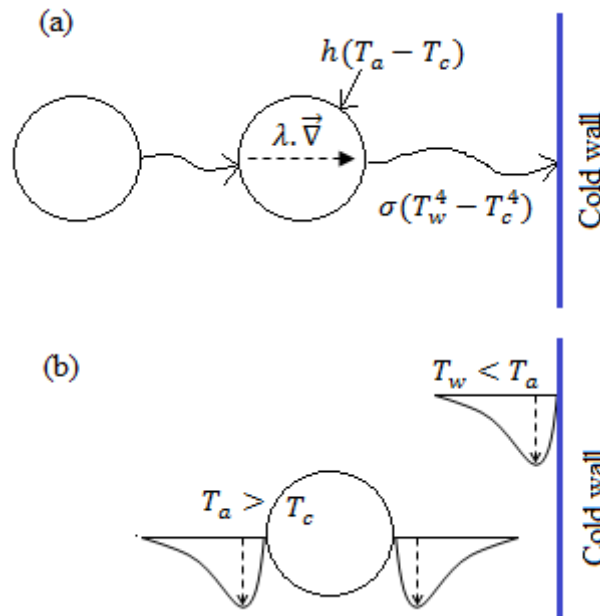 (a)
h(T_a − T_c)
λ.∇⃗
σ(T_w^4 − T_c^4)
Cold wall
(b)
T_w < T_a
T_a > T_c
Cold wall